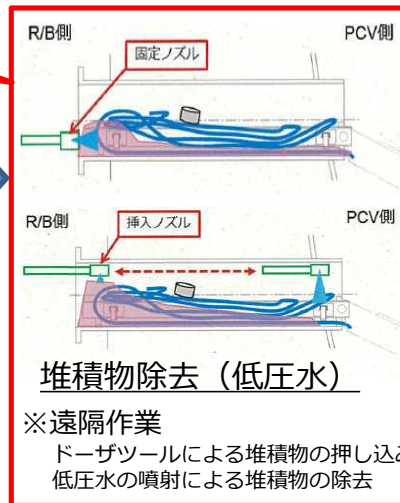 R/B側 PCV側
固定ノズル
R/B側 PCV側
挿入ノズル
堆積物除去（低圧水）
※遠隔作業
ドーザツールによる堆積物の押し込み
低圧水の噴射による堆積物の除去